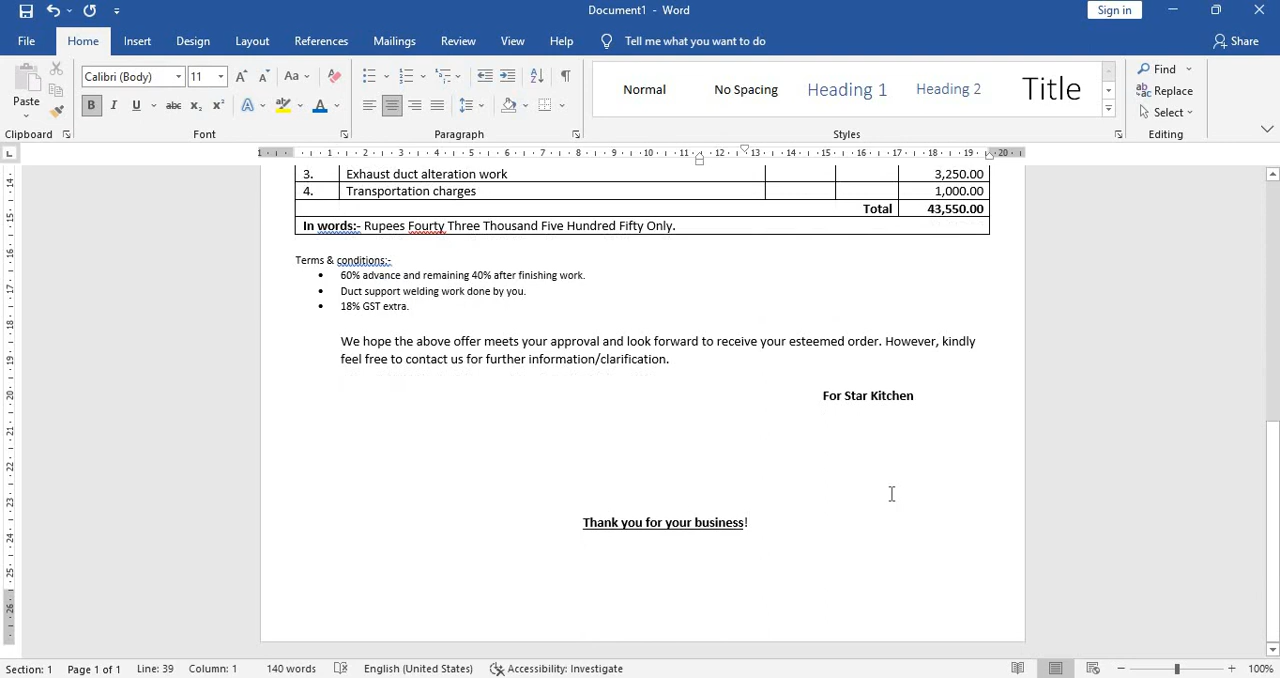 Document1 - Word
Sign in
File Home Insert Design Layout References Mailings Review View Help Tell me what you want to do Share
Paste
Calibri (Body) 11
Normal No Spacing Heading 1 Heading 2 Title
Find
Replace
Select
Clipboard Font Paragraph Styles Editing
3. Exhaust duct alteration work 3,250.00
4. Transportation charges 1,000.00
Total 43,550.00
In words:- Rupees Fourty Three Thousand Five Hundred Fifty Only.
Terms & conditions:-
• 60% advance and remaining 40% after finishing work.
• Duct support welding work done by you.
• 18% GST extra.
We hope the above offer meets your approval and look forward to receive your esteemed order. However, kindly
feel free to contact us for further information/clarification.
For Star Kitchen
Thank you for your business!
Section: 1 Page 1 of 1 Line: 39 Column: 1 140 words English (United States) Accessibility: Investigate 100%